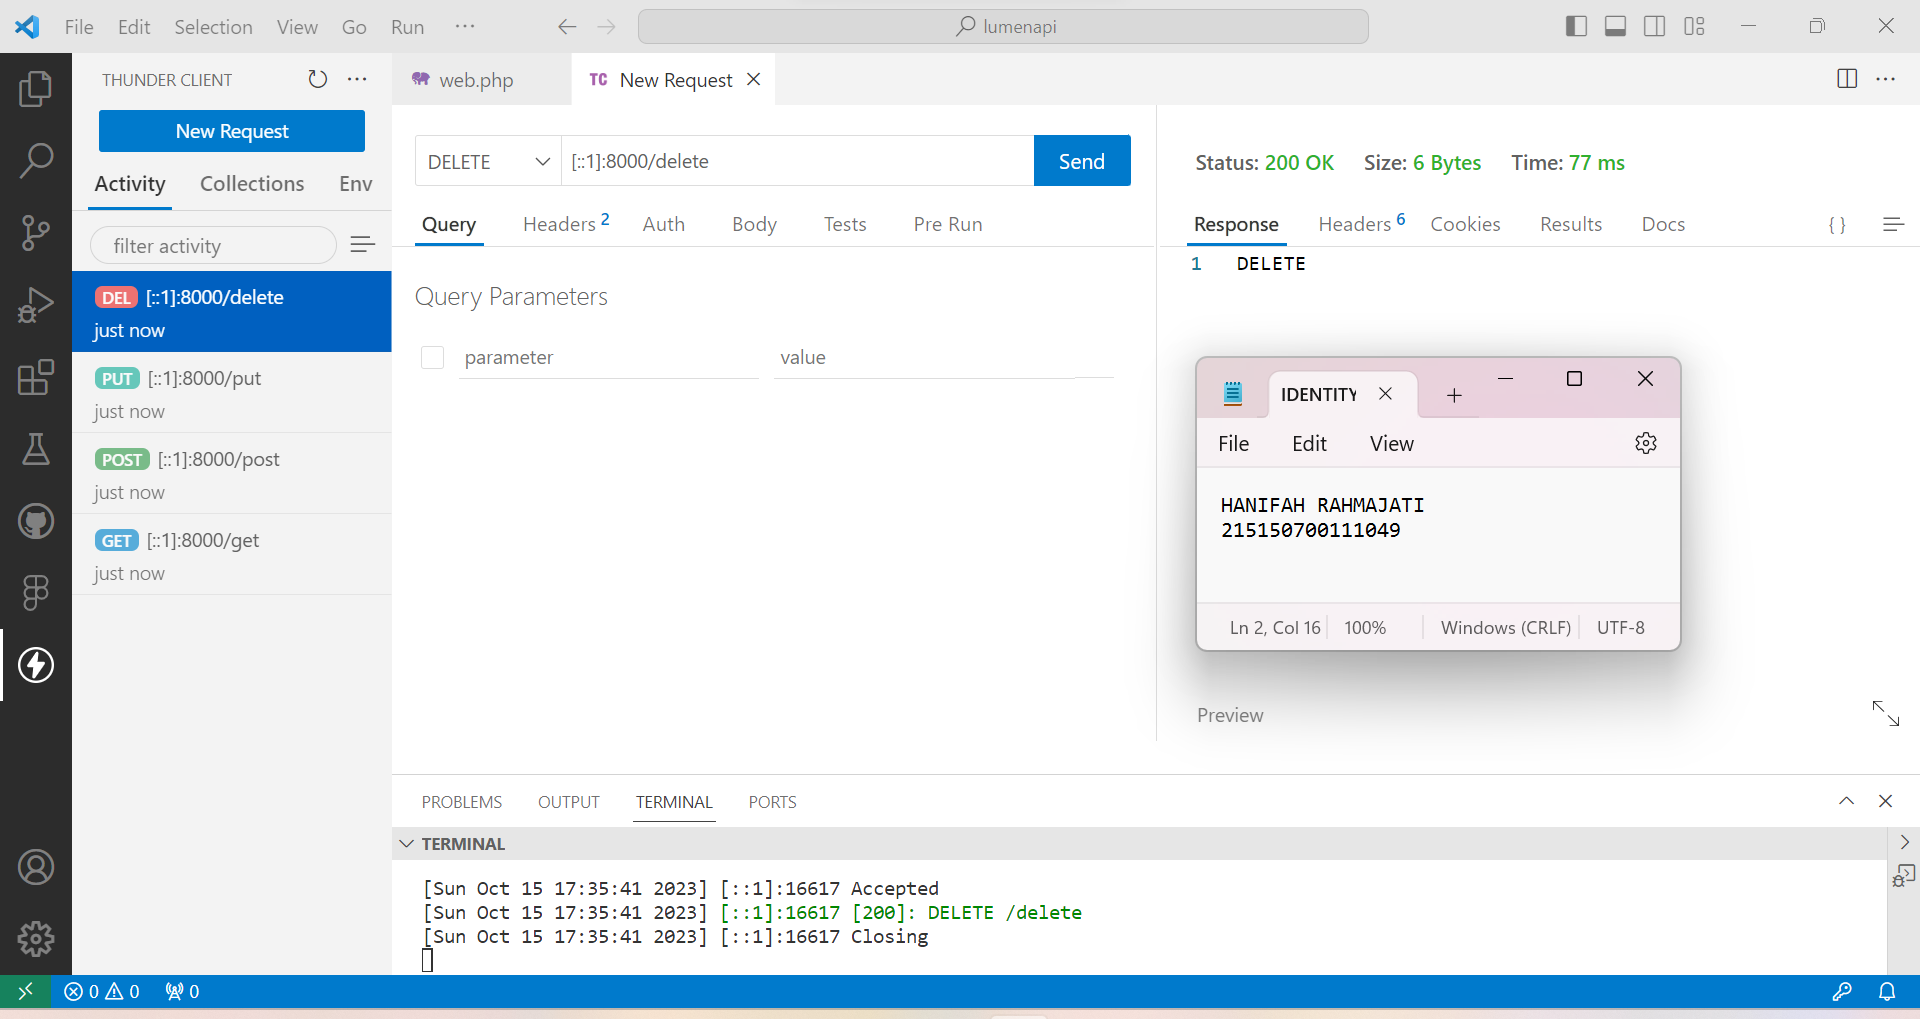 File Edit Selection View Go Run ··· lumenapi
THUNDER CLIENT ···
New Request
Activity Collections Env
filter activity
DEL [::1]:8000/delete
just now
PUT [::1]:8000/put
just now
POST [::1]:8000/post
just now
GET [::1]:8000/get
just now
web.php TC New Request
DELETE [::1]:8000/delete Send
Query Headers 2 Auth Body Tests Pre Run
Query Parameters
parameter value
Status: 200 OK Size: 6 Bytes Time: 77 ms
Response Headers 6 Cookies Results Docs { }
1 DELETE
IDENTITY
File Edit View
HANIFAH RAHMAJATI
215150700111049
Ln 2, Col 16 100% Windows (CRLF) UTF-8
Preview
PROBLEMS OUTPUT TERMINAL PORTS
TERMINAL
[Sun Oct 15 17:35:41 2023] [::1]:16617 Accepted
[Sun Oct 15 17:35:41 2023] [::1]:16617 [200]: DELETE /delete
[Sun Oct 15 17:35:41 2023] [::1]:16617 Closing
0 0 0